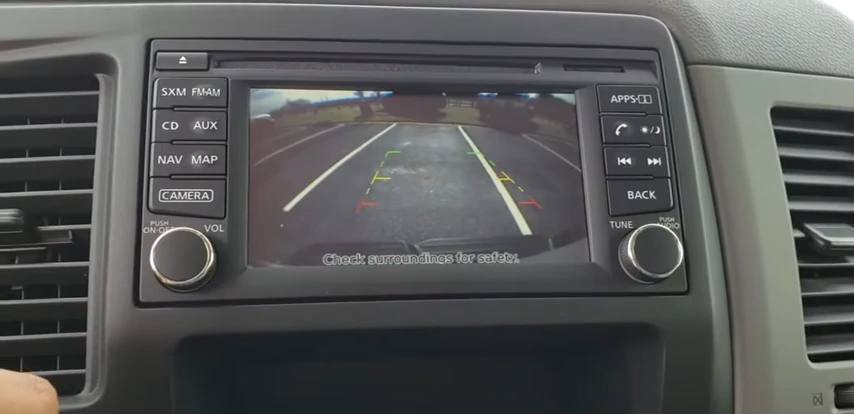 SXM FM·AM
CD AUX
NAV MAP
CAMERA
PUSH
ON·OFF
VOL
APPS·
BACK
TUNE
PUSH
AUDIO
Check surroundings for safety.